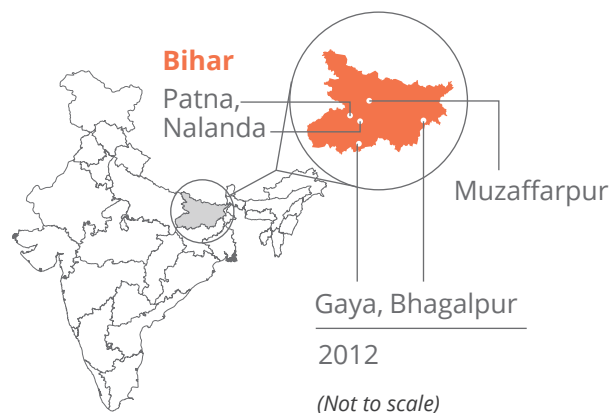 Bihar
Patna,
Nalanda
Muzaffarpur
Gaya, Bhagalpur
2012
(Not to scale)